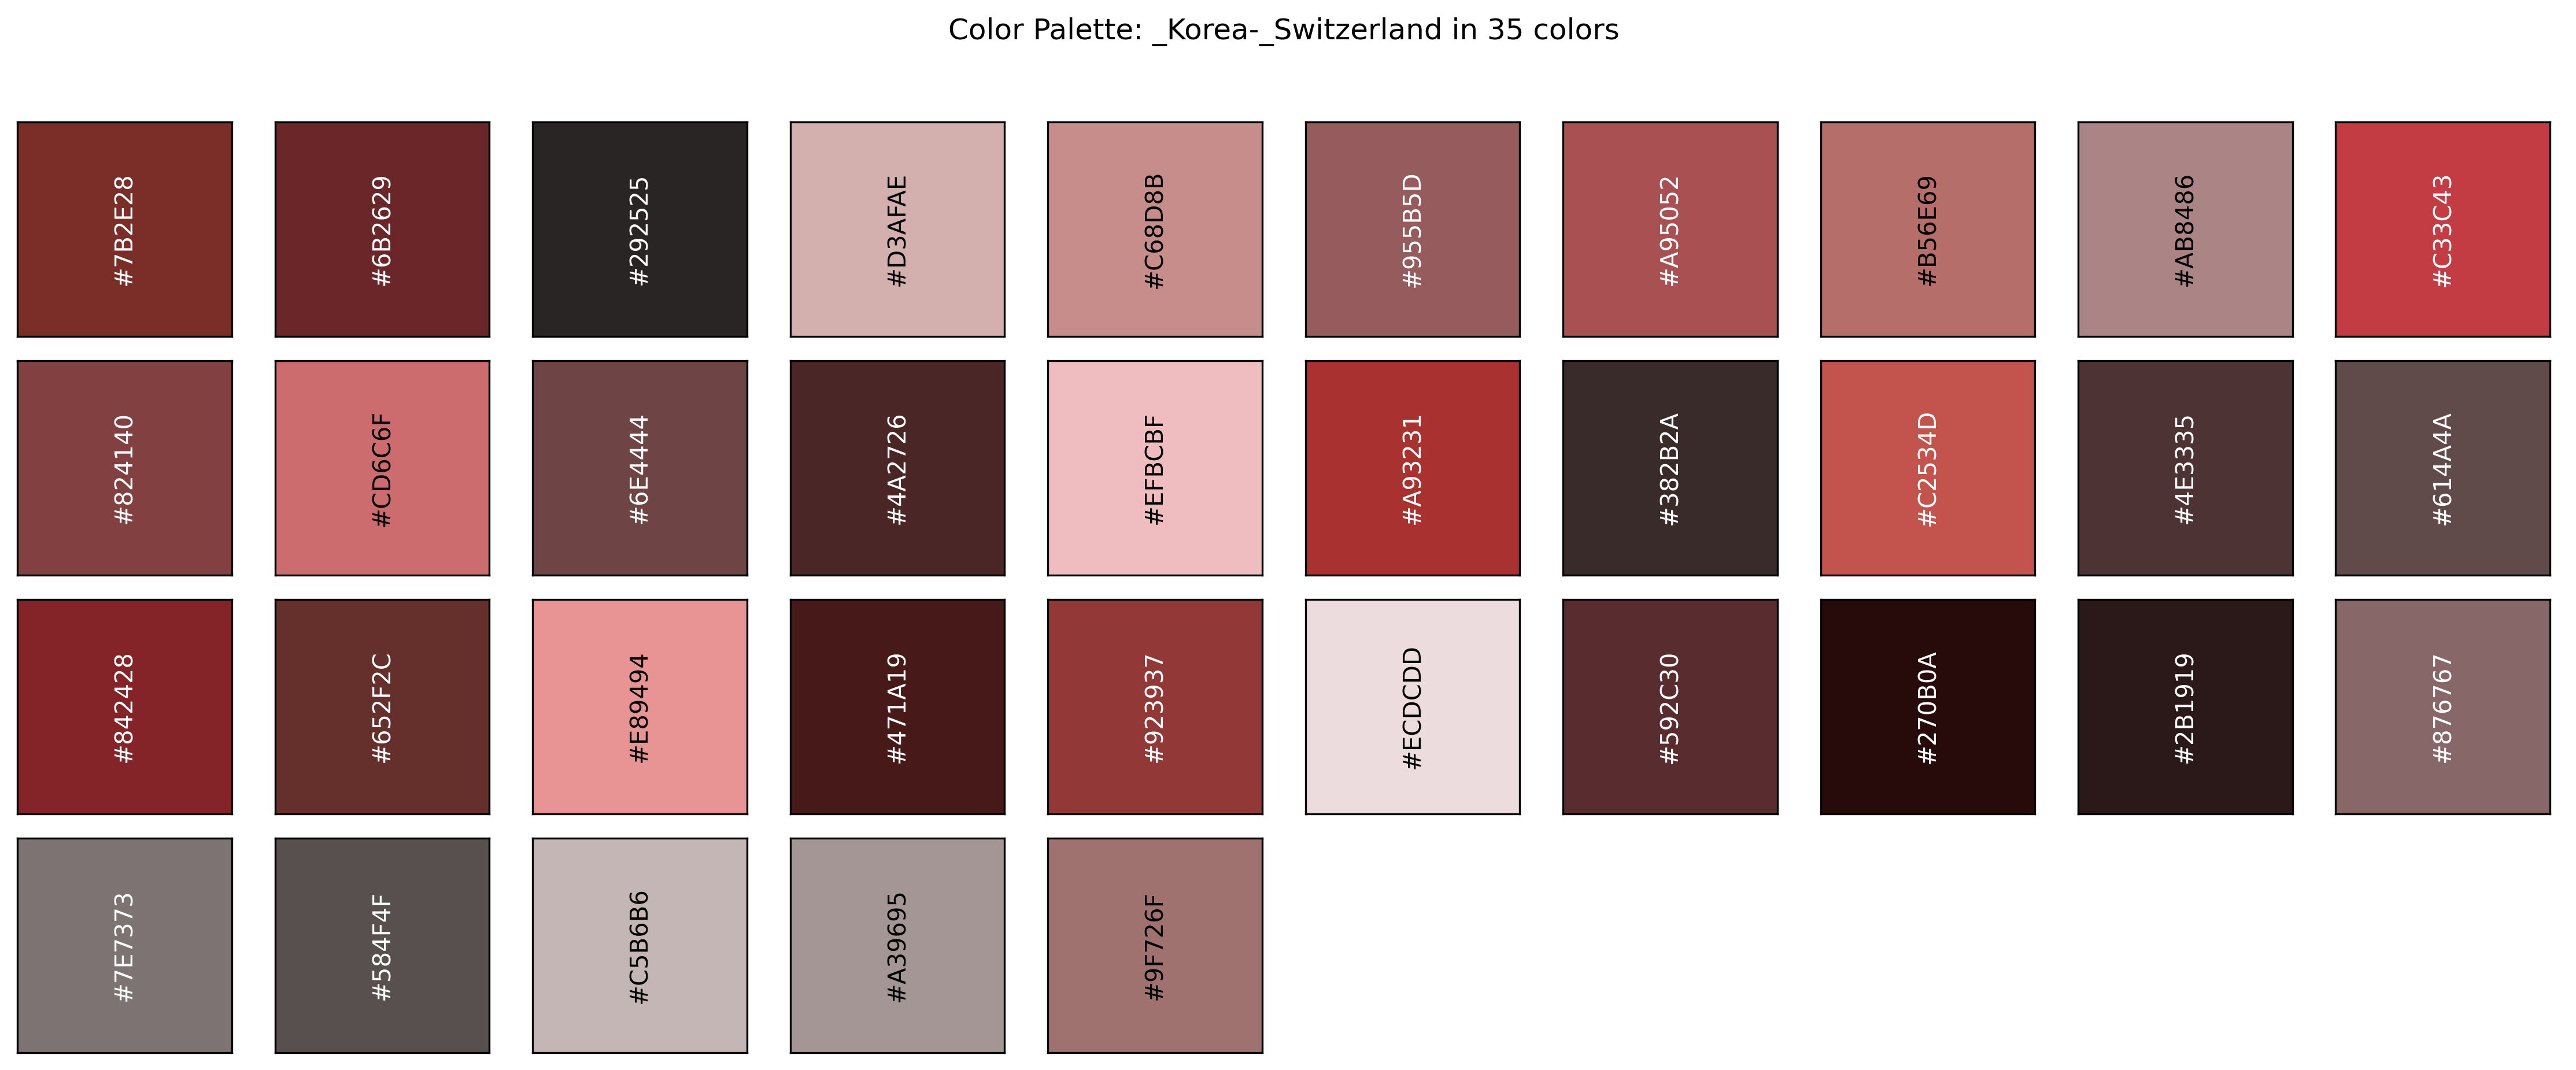 Color Palette: _Korea-_Switzerland in 35 colors
#7B2E28
#6B2629
#292525
#D3AFAE
#C68D8B
#955B5D
#A95052
#B56E69
#AB8486
#C33C43
#824140
#CD6C6F
#6E4444
#4A2726
#EFBCBF
#A93231
#382B2A
#C2534D
#4E3335
#614A4A
#842428
#652F2C
#E89494
#471A19
#923937
#ECDCDD
#592C30
#270B0A
#2B1919
#876767
#7E7373
#584F4F
#C5B6B6
#A39695
#9F726F